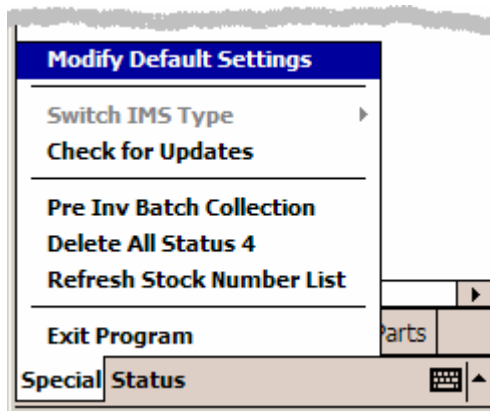 Modify Default Settings
Switch IMS Type
Check for Updates
Pre Inv Batch Collection
Delete All Status 4
Refresh Stock Number List
Exit Program
Parts
Special Status